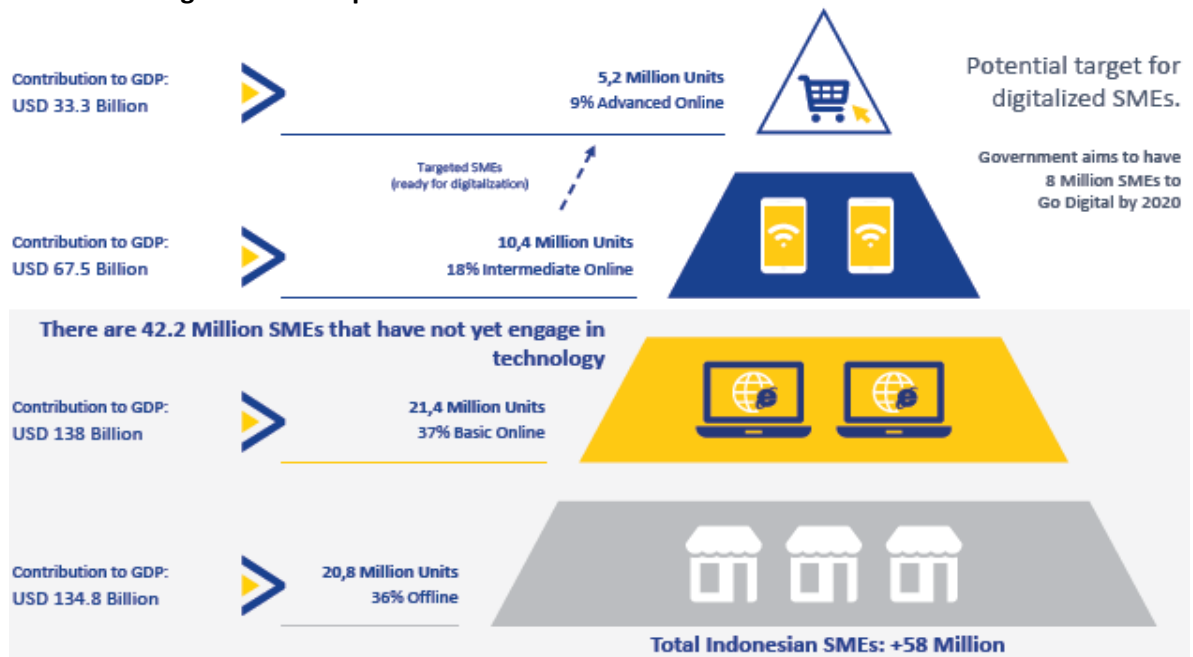 Contribution to GDP:
USD 33.3 Billion
5,2 Million Units
9% Advanced Online
Potential target for
digitalized SMEs.
Targeted SMEs
(ready for digitalization)
Government aims to have
8 Million SMEs to
Go Digital by 2020
Contribution to GDP:
USD 67.5 Billion
10,4 Million Units
18% Intermediate Online
There are 42.2 Million SMEs that have not yet engage in
technology
Contribution to GDP:
USD 138 Billion
21,4 Million Units
37% Basic Online
Contribution to GDP:
USD 134.8 Billion
20,8 Million Units
36% Offline
Total Indonesian SMEs: +58 Million